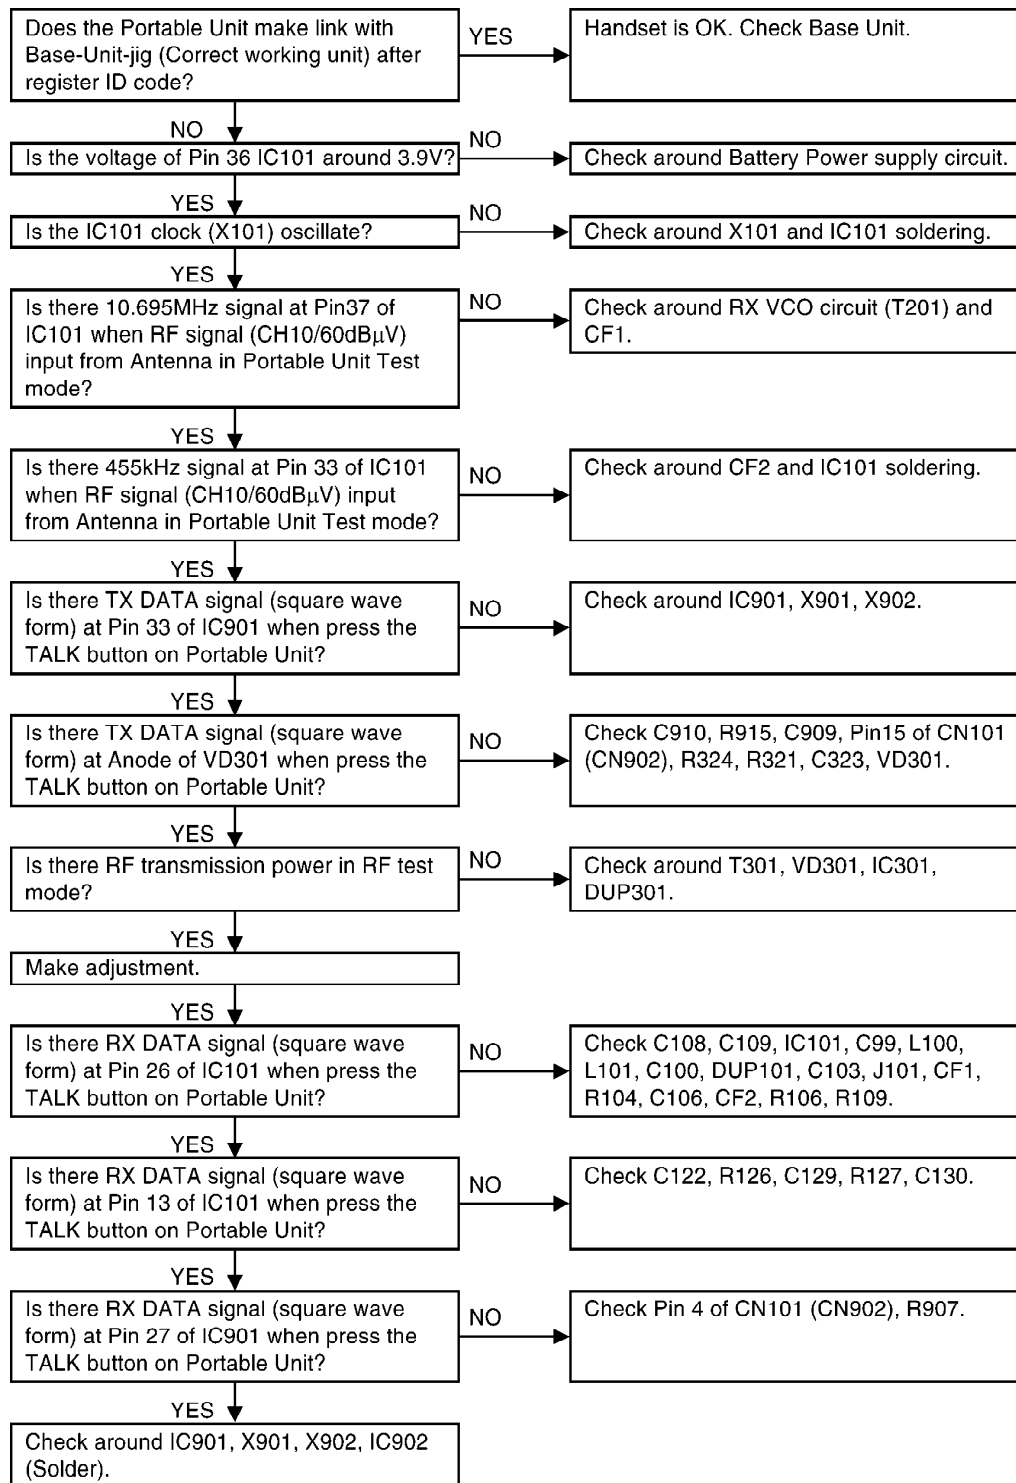 Does the Portable Unit make link with
Base-Unit-jig (Correct working unit) after
register ID code?
YES
Handset is OK. Check Base Unit.
NO
Is the voltage of Pin 36 IC101 around 3.9V?
NO
Check around Battery Power supply circuit.
YES
Is the IC101 clock (X101) oscillate?
NO
Check around X101 and IC101 soldering.
YES
Is there 10.695MHz signal at Pin37 of
IC101 when RF signal (CH10/60dBµV)
input from Antenna in Portable Unit Test
mode?
NO
Check around RX VCO circuit (T201) and
CF1.
YES
Is there 455kHz signal at Pin 33 of IC101
when RF signal (CH10/60dBµV) input
from Antenna in Portable Unit Test mode?
NO
Check around CF2 and IC101 soldering.
YES
Is there TX DATA signal (square wave
form) at Pin 33 of IC901 when press the
TALK button on Portable Unit?
NO
Check around IC901, X901, X902.
YES
Is there TX DATA signal (square wave
form) at Anode of VD301 when press the
TALK button on Portable Unit?
NO
Check C910, R915, C909, Pin15 of CN101
(CN902), R324, R321, C323, VD301.
YES
Is there RF transmission power in RF test
mode?
NO
Check around T301, VD301, IC301,
DUP301.
YES
Make adjustment.
YES
Is there RX DATA signal (square wave
form) at Pin 26 of IC101 when press the
TALK button on Portable Unit?
NO
Check C108, C109, IC101, C99, L100,
L101, C100, DUP101, C103, J101, CF1,
R104, C106, CF2, R106, R109.
YES
Is there RX DATA signal (square wave
form) at Pin 13 of IC101 when press the
TALK button on Portable Unit?
NO
Check C122, R126, C129, R127, C130.
YES
Is there RX DATA signal (square wave
form) at Pin 27 of IC901 when press the
TALK button on Portable Unit?
NO
Check Pin 4 of CN101 (CN902), R907.
YES
Check around IC901, X901, X902, IC902
(Solder).